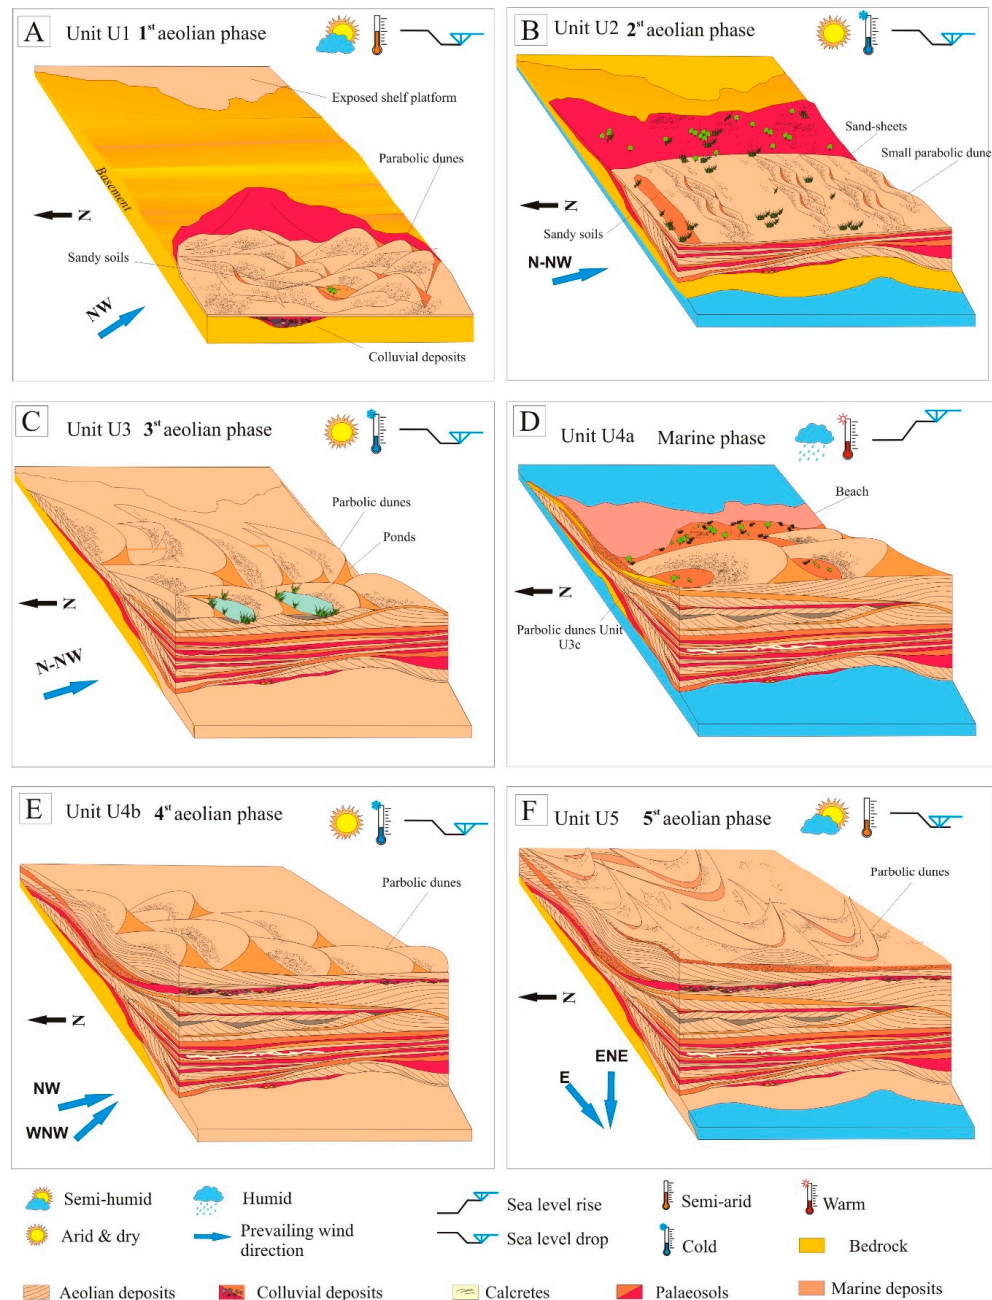 A Unit U1 1st aeolian phase
Exposed shelf platform
Parabolic dunes
Basement
N
Sandy soils
NW
Colluvial deposits
B Unit U2 2st aeolian phase
Sand-sheets
Small parabolic dune
N
Sandy soils
N-NW
C Unit U3 3st aeolian phase
Parbolic dunes
Ponds
N
N-NW
D Unit U4a Marine phase
Beach
N
Parbolic dunes Unit
U3c
E Unit U4b 4st aeolian phase
Parbolic dunes
N
NW
WNW
F Unit U5 5st aeolian phase
Parbolic dunes
N
ENE
E
Semi-humid
Humid
Sea level rise
Semi-arid
Warm
Arid & dry
Prevailing wind
direction
Sea level drop
Cold
Bedrock
Aeolian deposits
Colluvial deposits
Calcretes
Palaeosols
Marine deposits